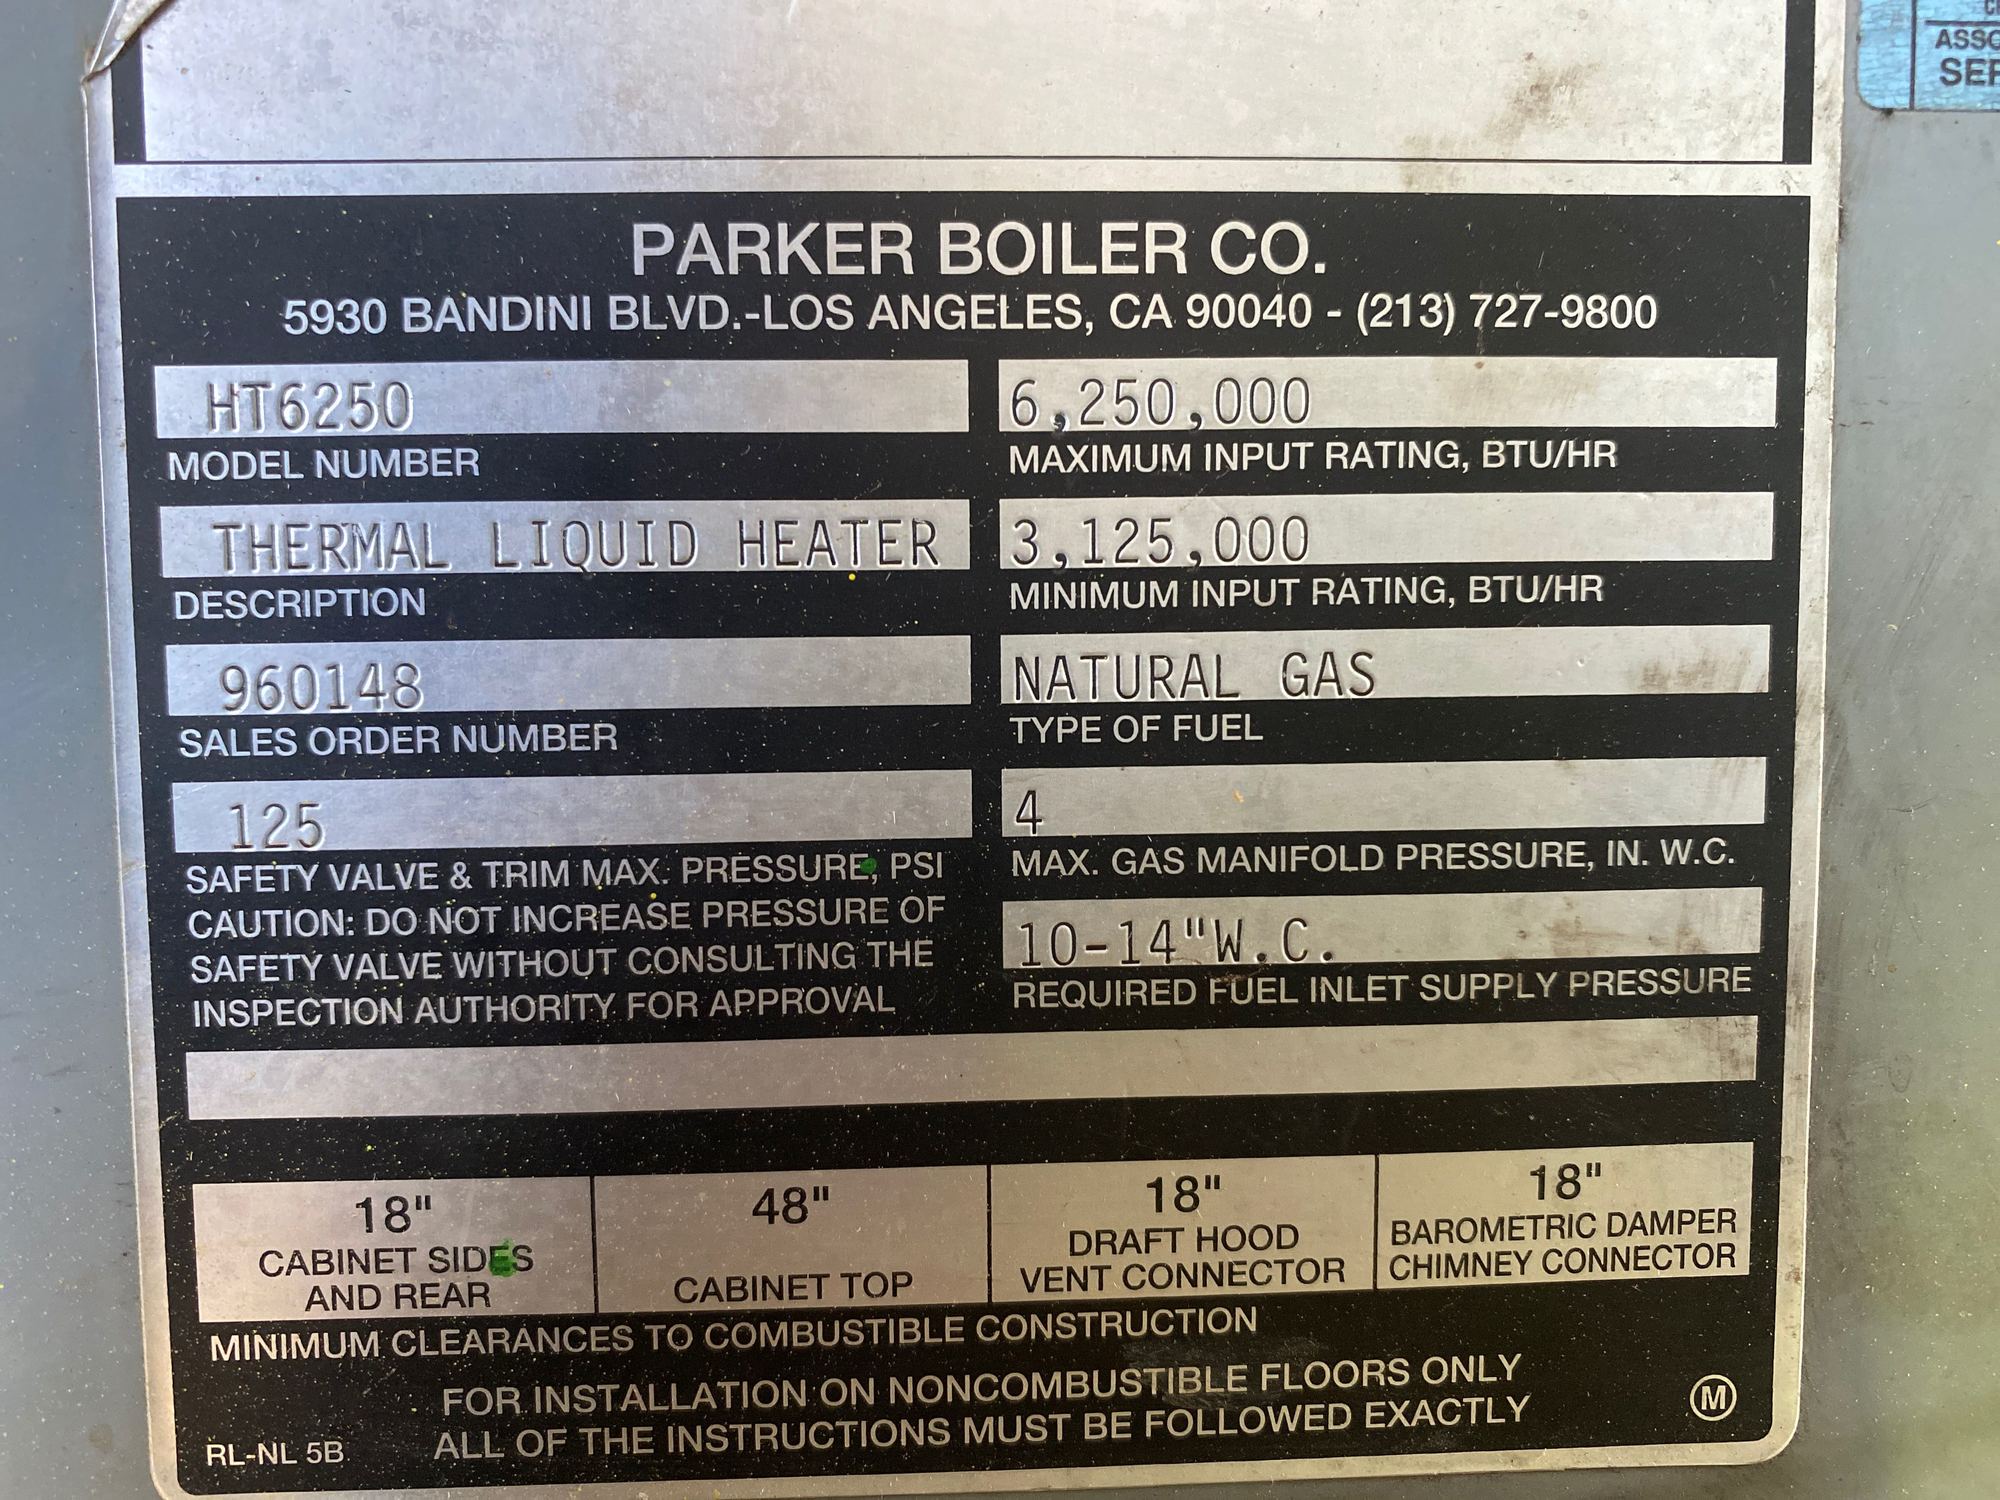 ASSO
SER
PARKER BOILER CO.
5930 BANDINI BLVD.-LOS ANGELES, CA 90040 - (213) 727-9800
HT6250
MODEL NUMBER
6,250,000
MAXIMUM INPUT RATING, BTU/HR
THERMAL LIQUID HEATER
DESCRIPTION
3,125,000
MINIMUM INPUT RATING, BTU/HR
960148
SALES ORDER NUMBER
NATURAL GAS
TYPE OF FUEL
125
SAFETY VALVE & TRIM MAX. PRESSURE, PSI
CAUTION: DO NOT INCREASE PRESSURE OF
SAFETY VALVE WITHOUT CONSULTING THE
INSPECTION AUTHORITY FOR APPROVAL
4
MAX. GAS MANIFOLD PRESSURE, IN. W.C.
10-14"W.C.
REQUIRED FUEL INLET SUPPLY PRESSURE
18"
CABINET SIDES
AND REAR
48"
CABINET TOP
18"
DRAFT HOOD
VENT CONNECTOR
18"
BAROMETRIC DAMPER
CHIMNEY CONNECTOR
MINIMUM CLEARANCES TO COMBUSTIBLE CONSTRUCTION
FOR INSTALLATION ON NONCOMBUSTIBLE FLOORS ONLY
ALL OF THE INSTRUCTIONS MUST BE FOLLOWED EXACTLY
RL-NL 5B
M